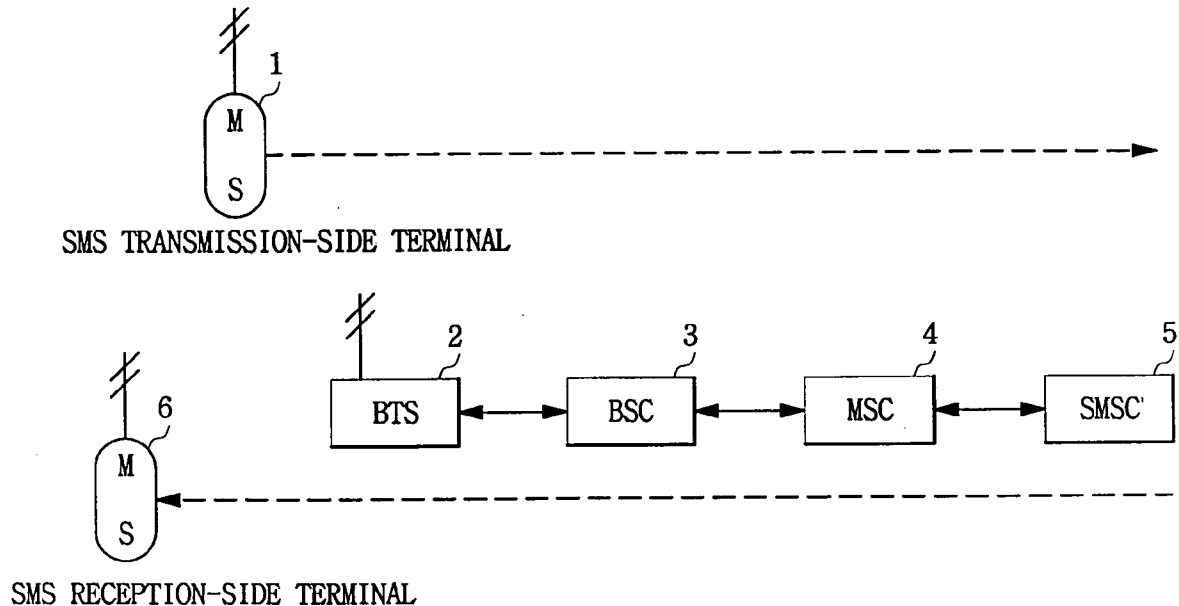 1
M
S
SMS TRANSMISSION-SIDE TERMINAL
2
3
4
5
BTS
BSC
MSC
SMSC'
6
M
S
SMS RECEPTION-SIDE TERMINAL